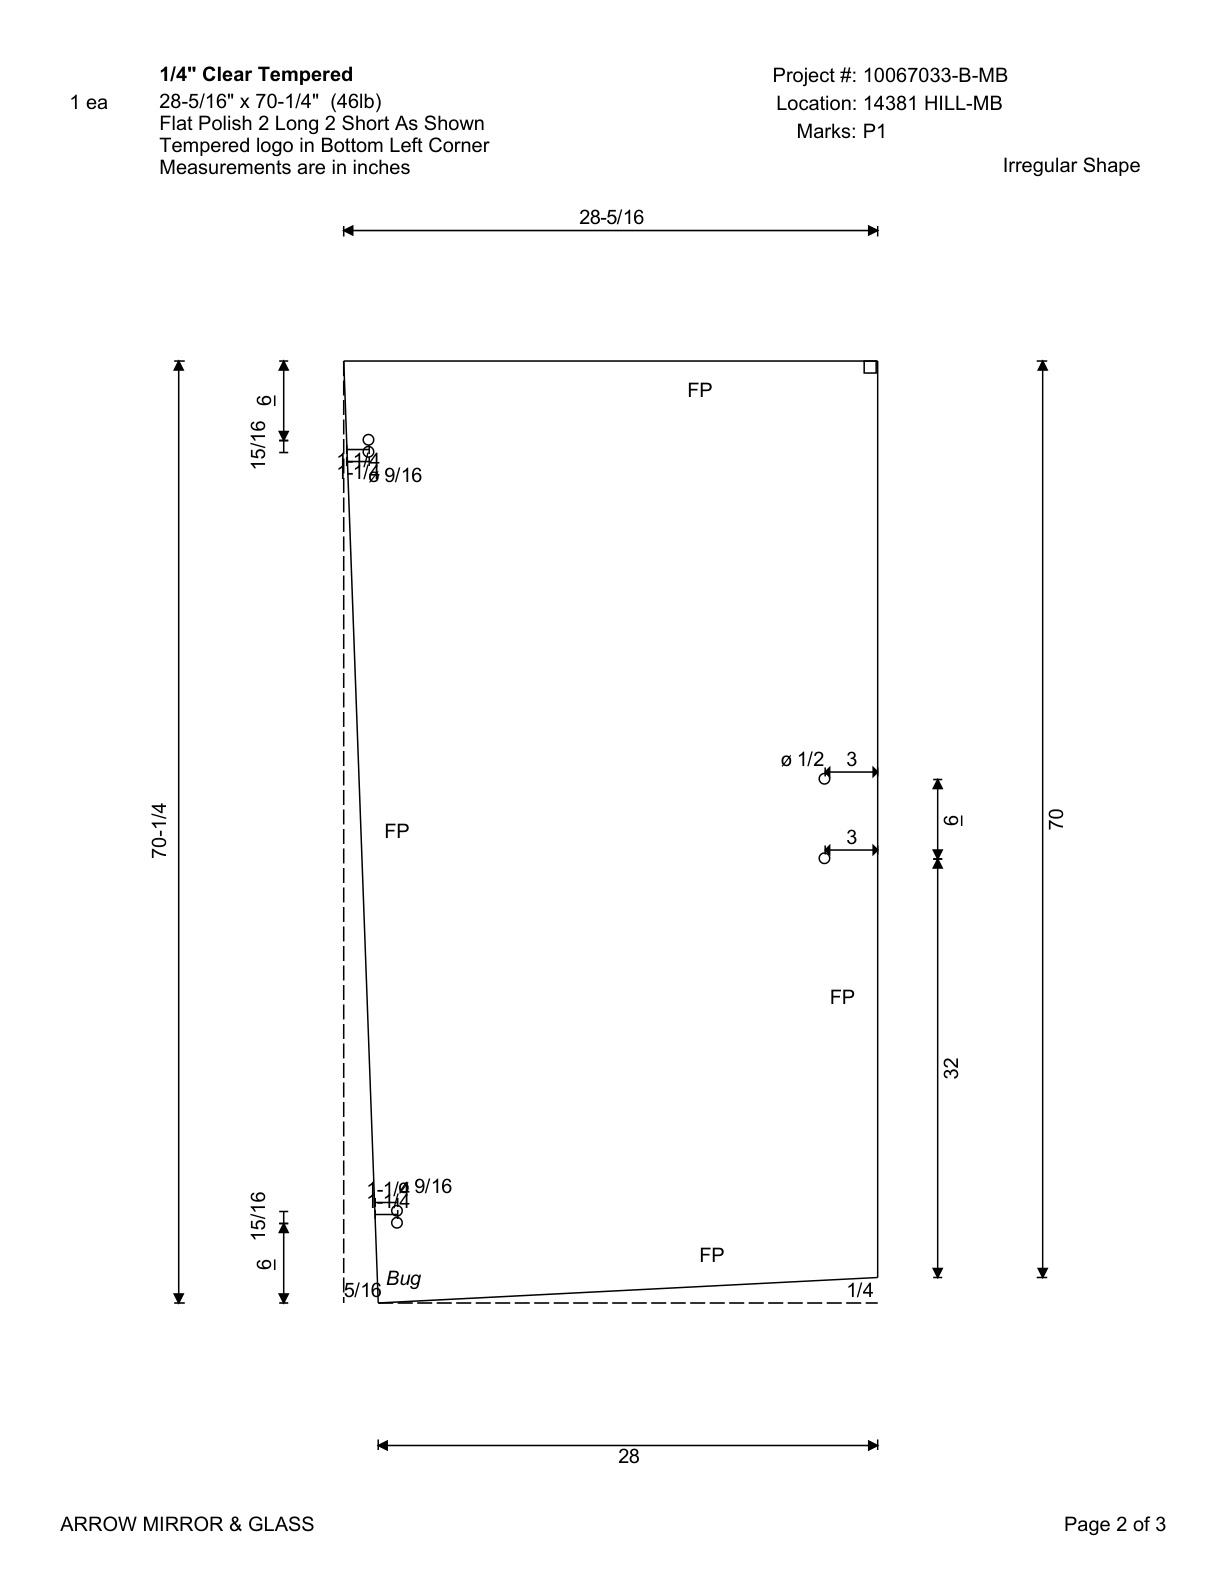 1/4" Clear Tempered
Project #: 10067033-B-MB
1 ea
28-5/16" x 70-1/4" (46lb)
Location: 14381 HILL-MB
Flat Polish 2 Long 2 Short As Shown
Marks: P1
Tempered logo in Bottom Left Corner
Measurements are in inches
Irregular Shape
28-5/16
6
FP
15/16
1-1/4
1-1/4
ø 9/16
ø 1/2
3
70-1/4
6
70
FP
3
FP
32
15/16
1-1/4
ø 9/16
1-1/4
6
FP
Bug
5/16
1/4
28
ARROW MIRROR & GLASS
Page 2 of 3